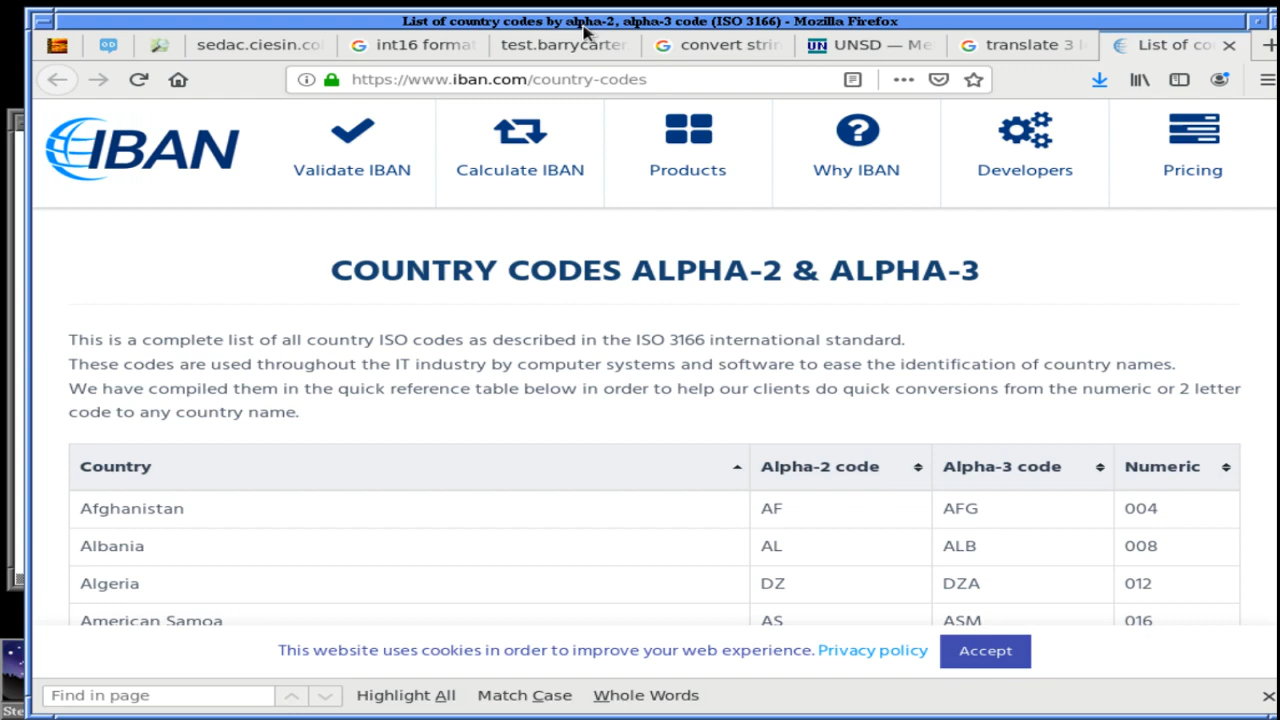 List of country codes by alpha-2, alpha-3 code (ISO 3166) - Mozilla Firefox
sedac.ciesin.co int16 format test.barrycarter convert strin UNSD — Me translate 3 l List of co
https://www.iban.com/country-codes
IBAN
Validate IBAN Calculate IBAN Products Why IBAN Developers Pricing
COUNTRY CODES ALPHA-2 & ALPHA-3
This is a complete list of all country ISO codes as described in the ISO 3166 international standard.
These codes are used throughout the IT industry by computer systems and software to ease the identification of country names.
We have compiled them in the quick reference table below in order to help our clients do quick conversions from the numeric or 2 letter
code to any country name.
Country Alpha-2 code Alpha-3 code Numeric
Afghanistan AF AFG 004
Albania AL ALB 008
Algeria DZ DZA 012
American Samoa AS ASM 016
This website uses cookies in order to improve your web experience. Privacy policy Accept
Find in page Highlight All Match Case Whole Words
Ste